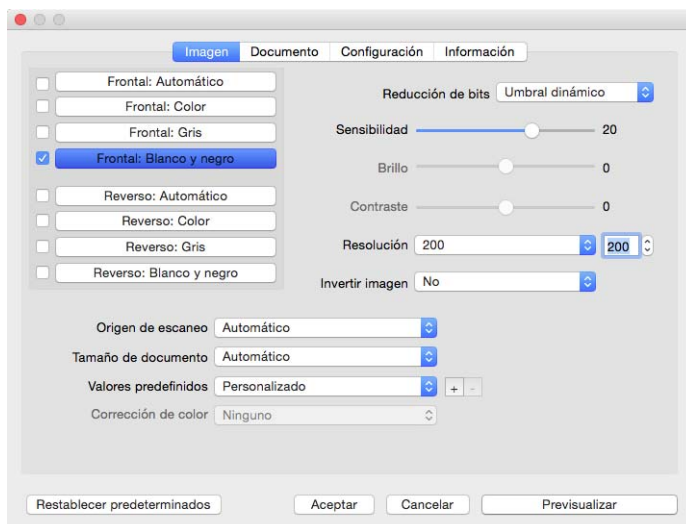 Imagen Documento Configuración Información
Frontal: Automático
Frontal: Color
Frontal: Gris
Frontal: Blanco y negro
Reverso: Automático
Reverso: Color
Reverso: Gris
Reverso: Blanco y negro
Reducción de bits Umbral dinámico
Sensibilidad 20
Brillo 0
Contraste 0
Resolución 200 200
Invertir imagen No
Origen de escaneo Automático
Tamaño de documento Automático
Valores predefinidos Personalizado + -
Corrección de color Ninguno
Restablecer predeterminados Aceptar Cancelar Previsualizar